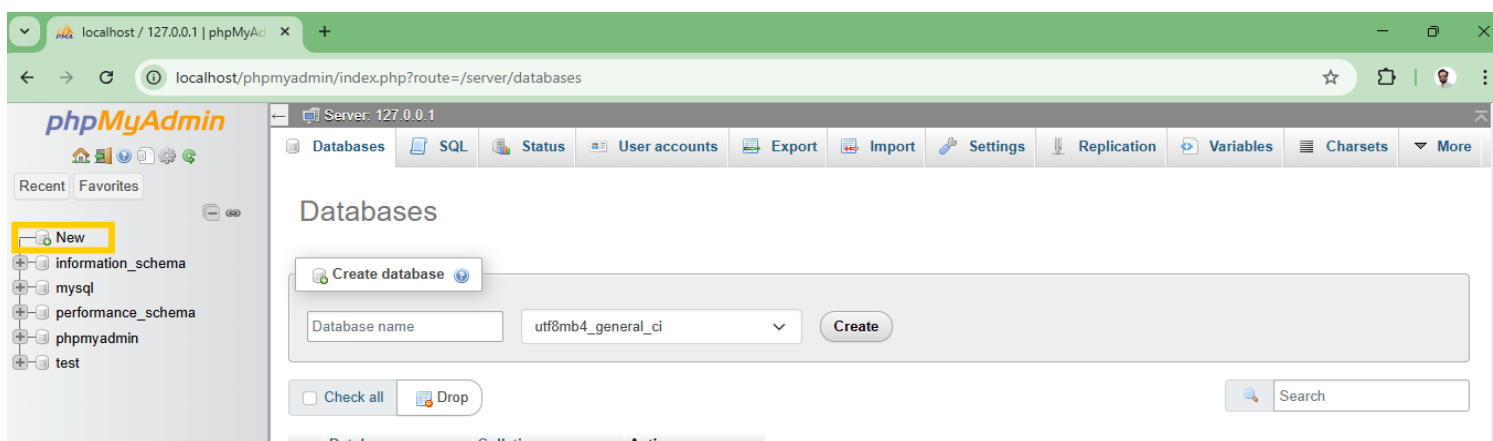 localhost / 127.0.0.1 | phpMyAd
localhost/phpmyadmin/index.php?route=/server/databases
phpMyAdmin
Recent Favorites
New
information_schema
mysql
performance_schema
phpmyadmin
test
Server: 127.0.0.1
Databases SQL Status User accounts Export Import Settings Replication Variables Charsets More
Databases
Create database
Database name utf8mb4_general_ci Create
Check all Drop Search